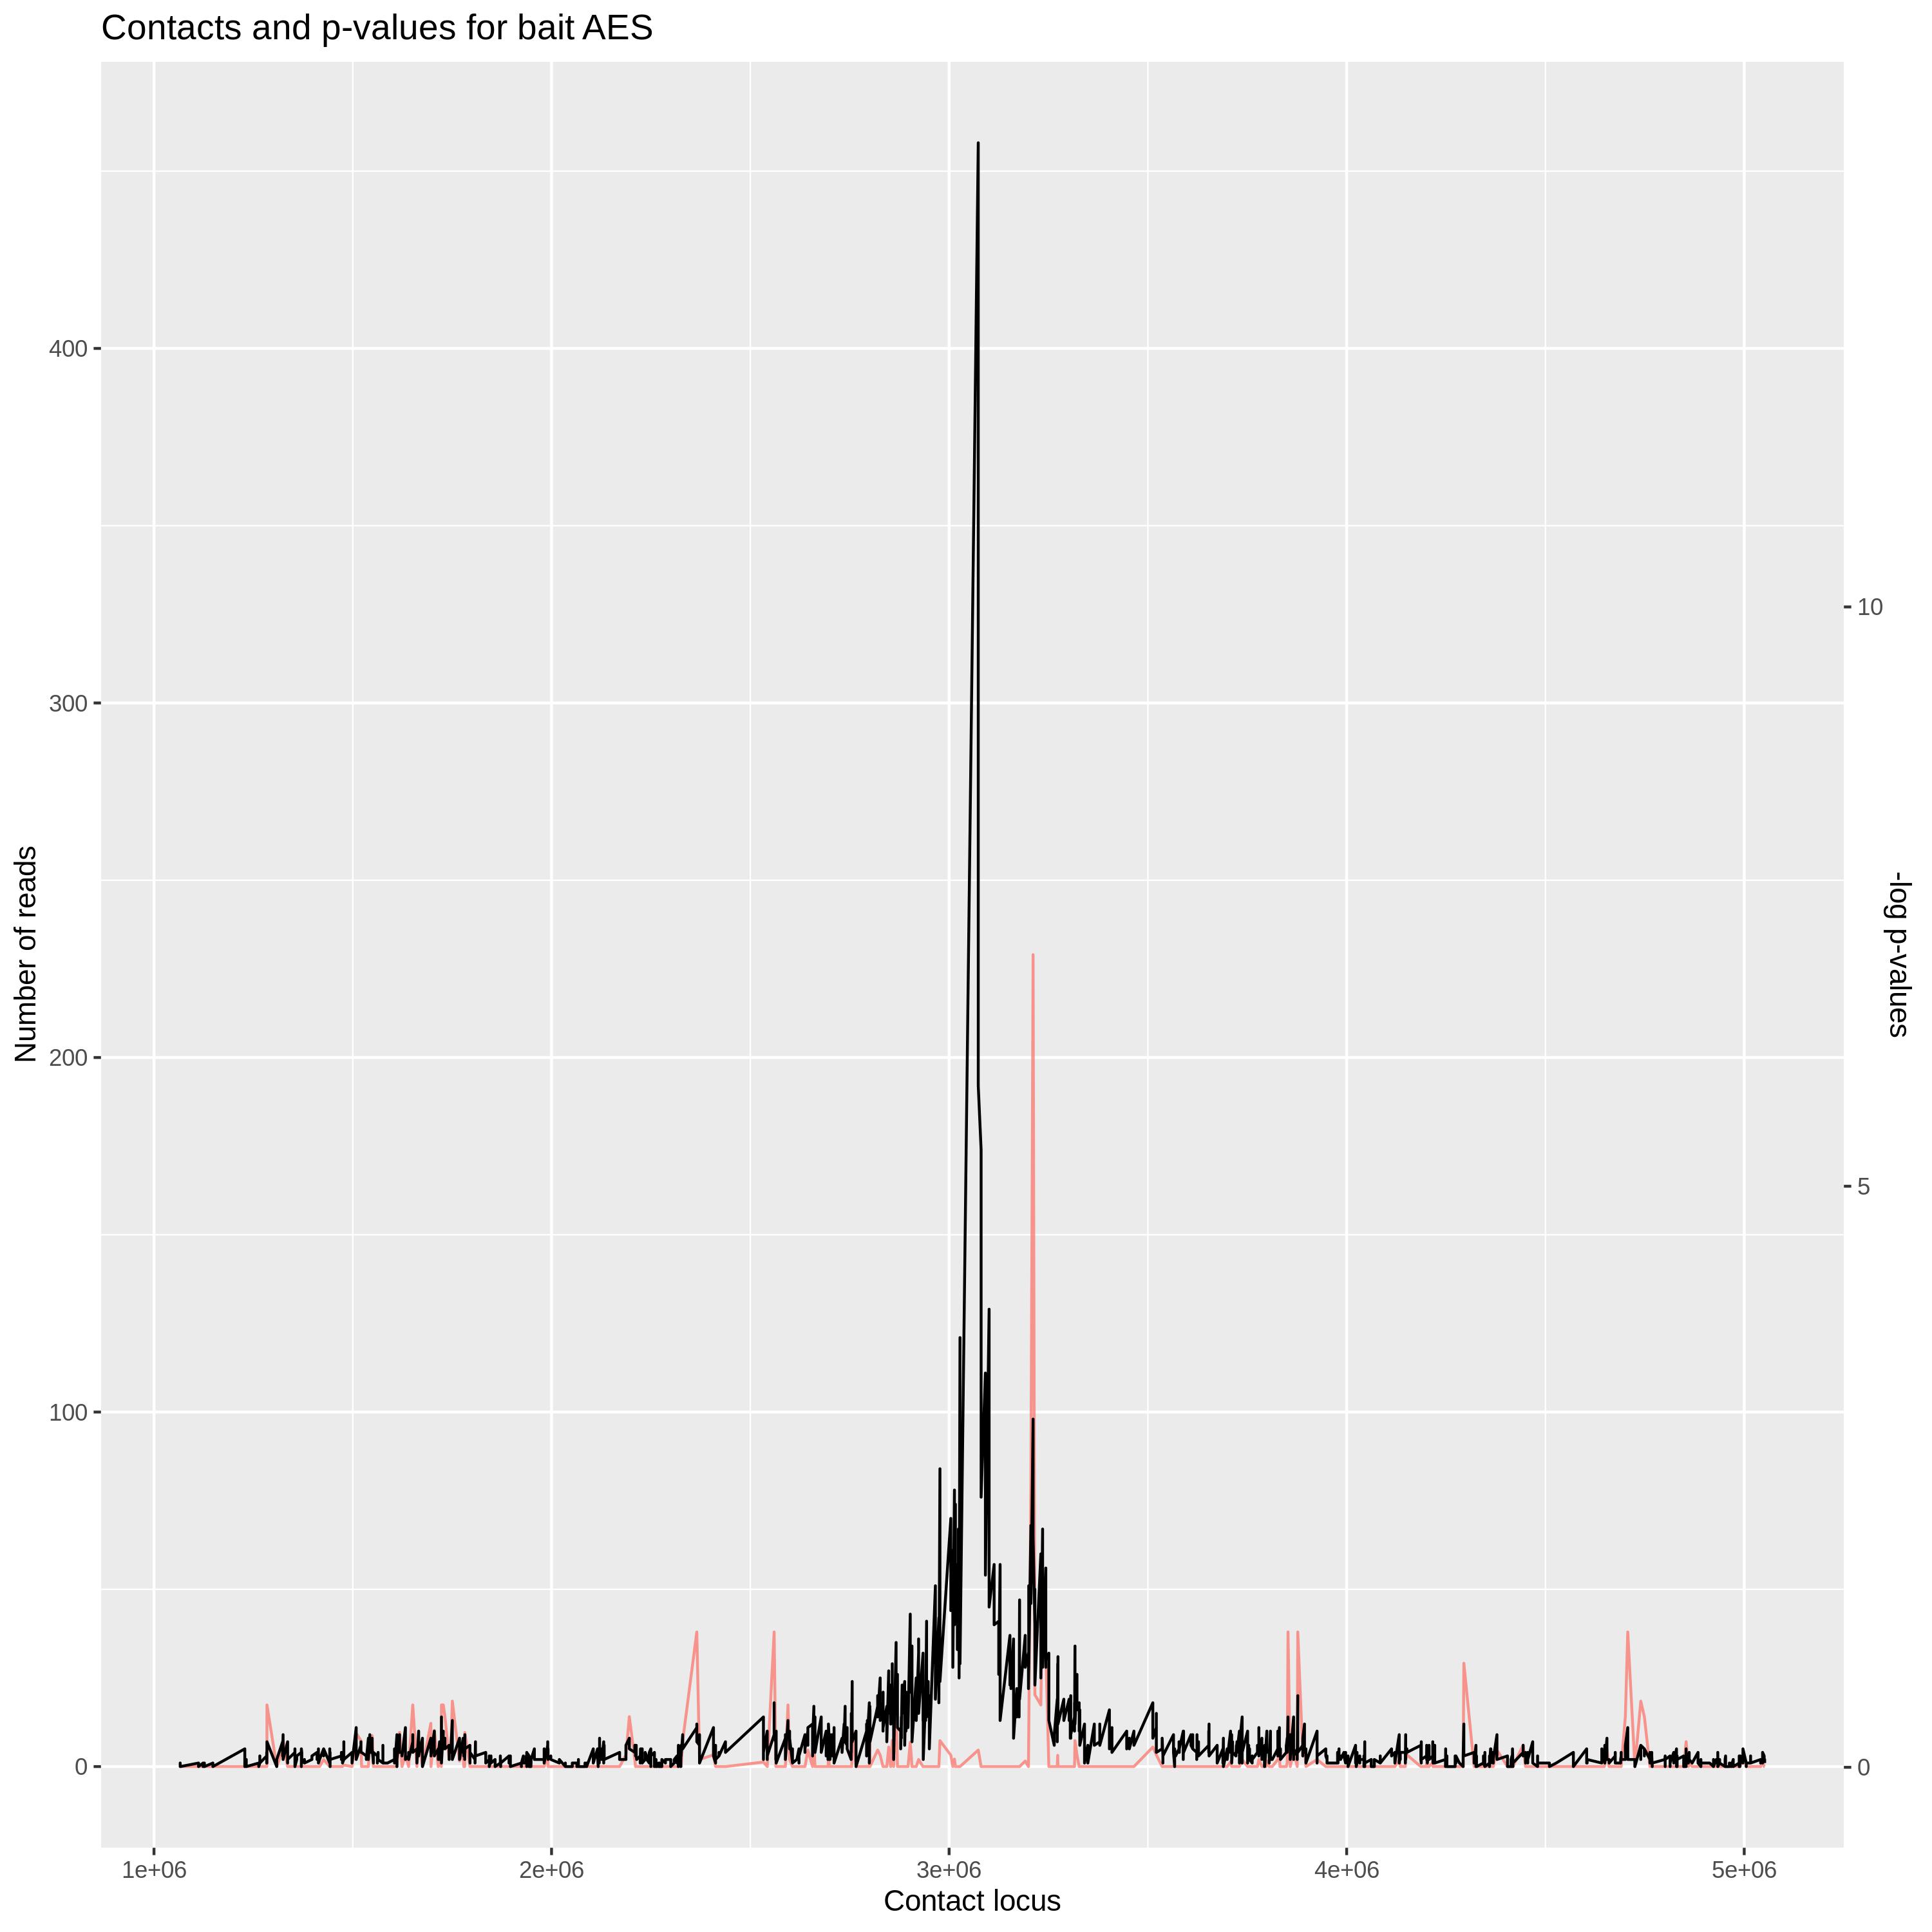 Contacts and p-values for bait AES
Number of reads
400
300
200
100
0
10
5
0
-log p-values
1e+06 2e+06 3e+06 4e+06 5e+06
Contact locus